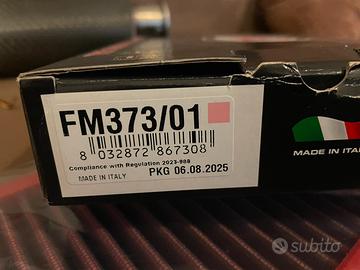 FM373/01
8 032872 867308
Compliance with Regulation 2023-988
MADE IN ITALY PKG 06.08.2025
MADE IN ITAL
subito